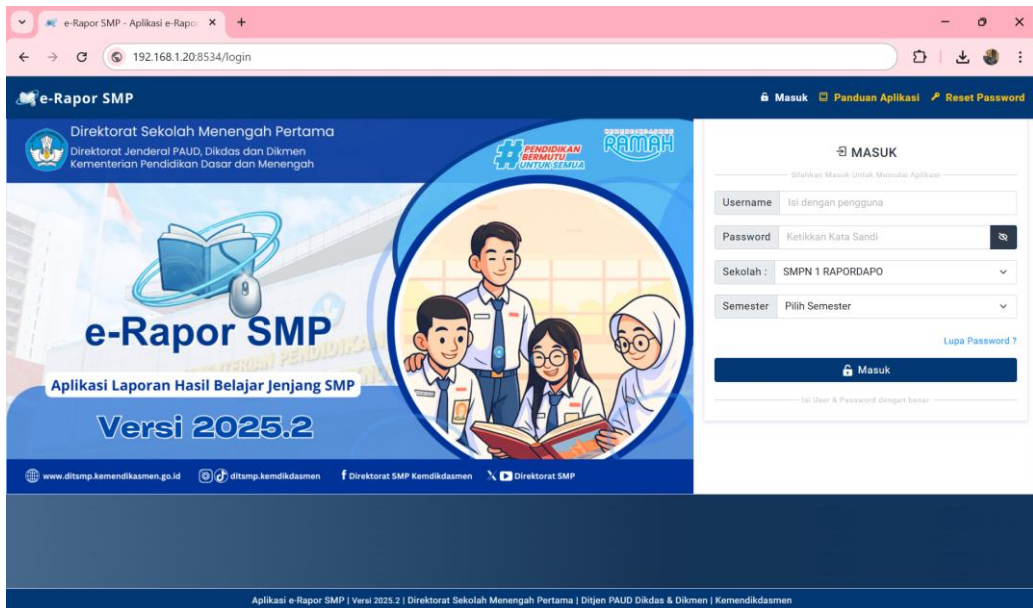 e-Rapor SMP - Aplikasi e-Rapo
192.168.1.20:8534/login
e-Rapor SMP
Masuk
Panduan Aplikasi
Reset Password
Direktorat Sekolah Menengah Pertama
Direktorat Jenderal PAUD, Dikdas dan Dikmen
Kementerian Pendidikan Dasar dan Menengah
#PENDIDIKAN
BERMUTU
UNTUK SEMUA
KEMENDIKDASMEN
RAMAH
e-Rapor SMP
Aplikasi Laporan Hasil Belajar Jenjang SMP
Versi 2025.2
www.ditsmp.kemendikasmen.go.id
ditsmp.kemdikdasmen
Direktorat SMP Kemdikdasmen
Direktorat SMP
MASUK
Silahkan Masuk Untuk Memulai Aplikasi
Username
Isi dengan pengguna
Password
Ketikkan Kata Sandi
Sekolah :
SMPN 1 RAPORDAPO
Semester
Pilih Semester
Lupa Password ?
Masuk
Isi User & Password dengan benar
Aplikasi e-Rapor SMP | Versi 2025.2 | Direktorat Sekolah Menengah Pertama | Ditjen PAUD Dikdas & Dikmen | Kemendikdasmen